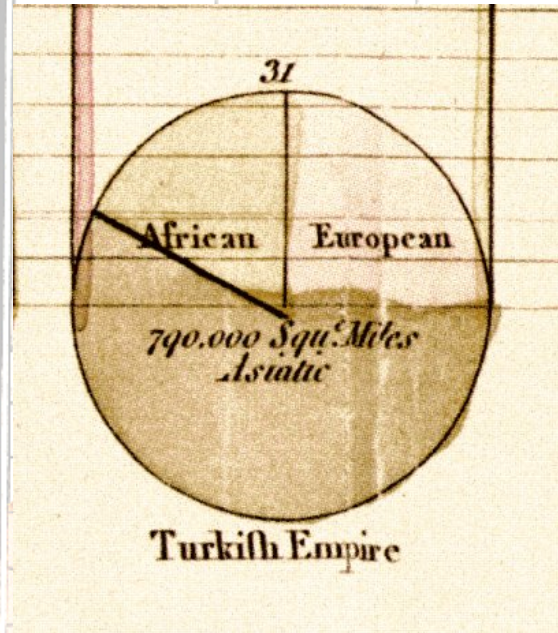 31
African European
790.000 Squ. Miles
Asiatic
Turkiſh Empire